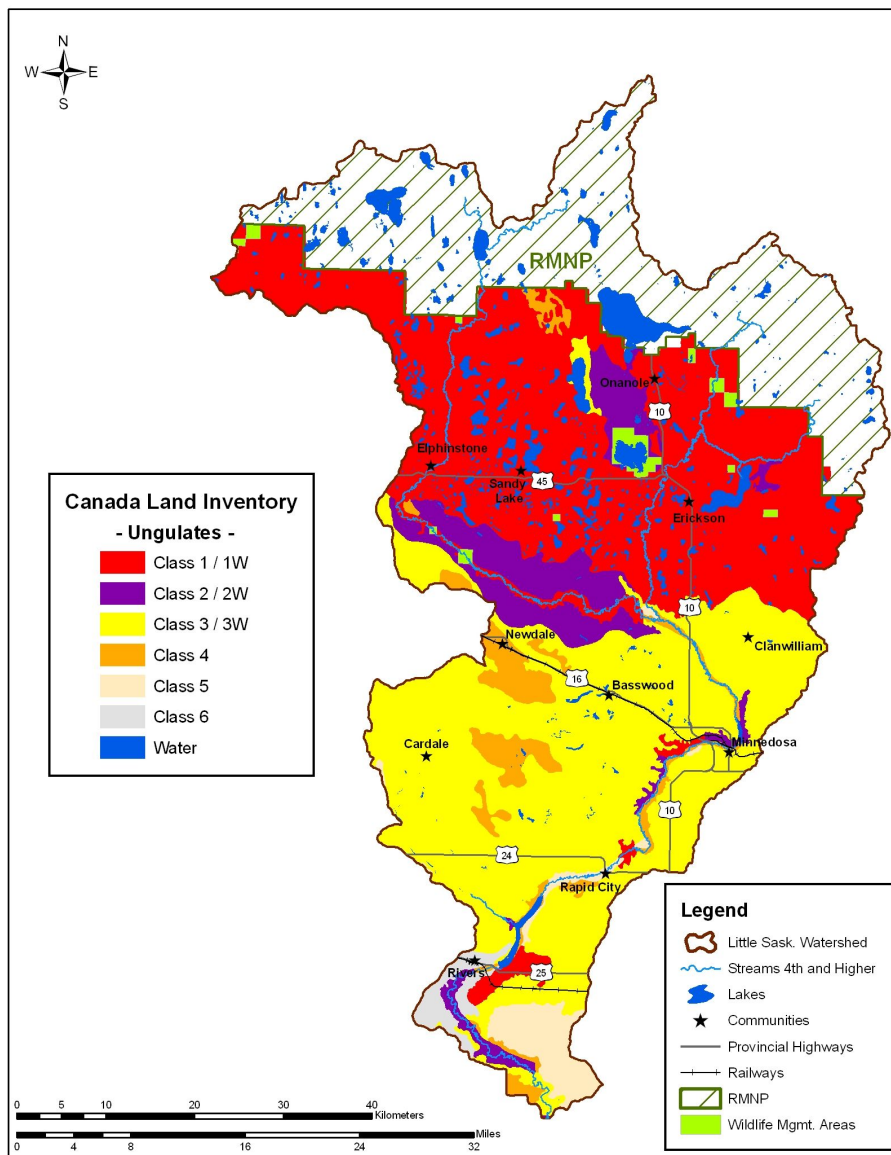 N
W E
S
RMNP
Onanole
10
Elphinstone
Sandy
Lake
45
Erickson
10
Newdale
Clanwilliam
16
Basswood
Minnedosa
Cardale
10
24
Rapid City
Rivers
25
Canada Land Inventory
- Ungulates -
Class 1 / 1W
Class 2 / 2W
Class 3 / 3W
Class 4
Class 5
Class 6
Water
Legend
Little Sask. Watershed
Streams 4th and Higher
Lakes
Communities
Provincial Highways
Railways
RMNP
Wildlife Mgmt. Areas
0 5 10 20 30 40
Kilometers
Miles
0 4 8 16 24 32